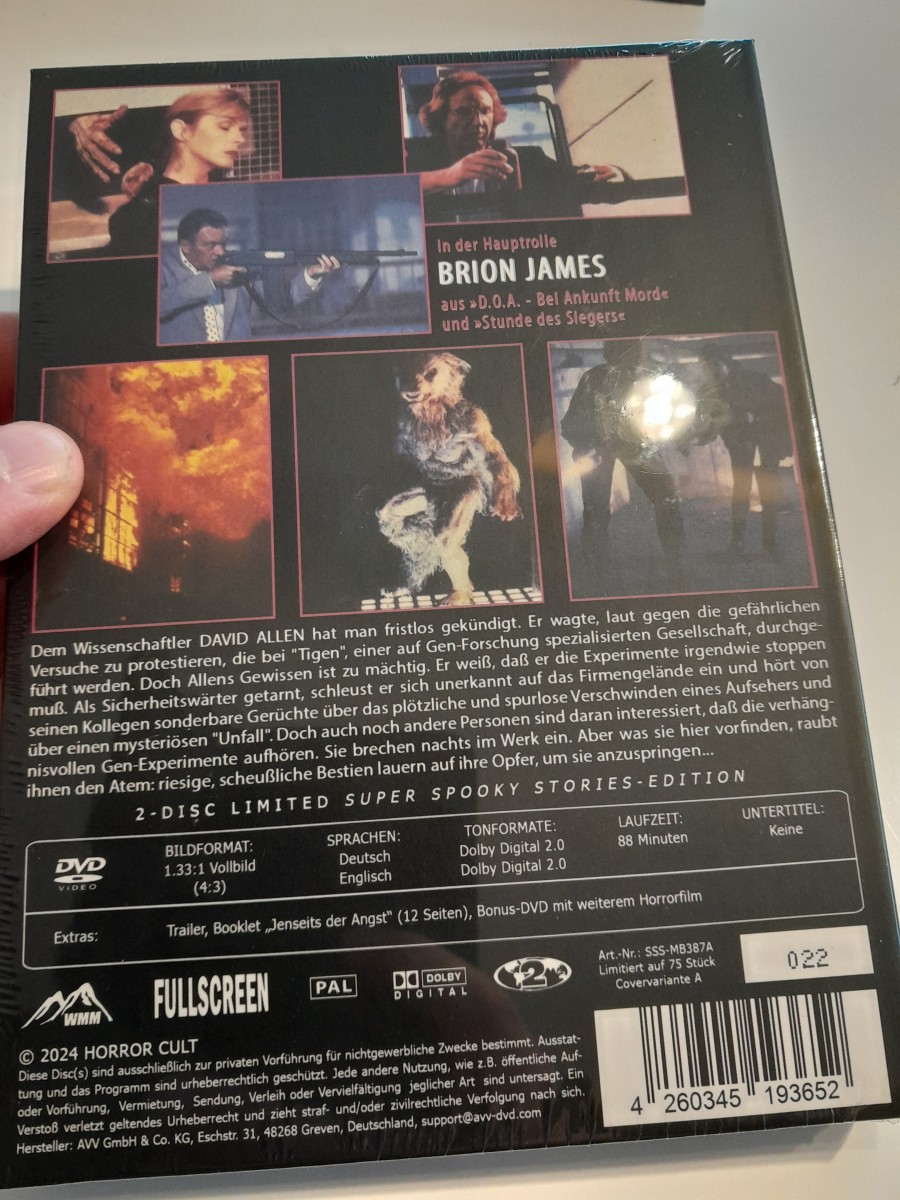 In der Hauptrolle
BRION JAMES
aus »D.O.A. - Bei Ankunft Mord«
und »Stunde des Siegers«
Dem Wissenschaftler DAVID ALLEN hat man fristlos gekündigt. Er wagte, laut gegen die gefährlichen
Versuche zu protestieren, die bei "Tigen", einer auf Gen-Forschung spezialisierten Gesellschaft, durchge-
führt werden. Doch Allens Gewissen ist zu mächtig. Er weiß, daß er die Experimente irgendwie stoppen
muß. Als Sicherheitswärter getarnt, schleust er sich unerkannt auf das Firmengelände ein und hört von
seinen Kollegen sonderbare Gerüchte über das plötzliche und spurlose Verschwinden eines Aufsehers und
über einen mysteriösen "Unfall". Doch auch noch andere Personen sind daran interessiert, daß die verhäng-
nisvollen Gen-Experimente aufhören. Sie brechen nachts im Werk ein. Aber was sie hier vorfinden, raubt
ihnen den Atem: riesige, scheußliche Bestien lauern auf ihre Opfer, um sie anzuspringen...
2-DISC LIMITED SUPER SPOOKY STORIES-EDITION
DVD
VIDEO
BILDFORMAT:
1.33:1 Vollbild
(4:3)
SPRACHEN:
Deutsch
Englisch
TONFORMATE:
Dolby Digital 2.0
Dolby Digital 2.0
LAUFZEIT:
88 Minuten
UNTERTITEL:
Keine
Extras:
Trailer, Booklet „Jenseits der Angst" (12 Seiten), Bonus-DVD mit weiterem Horrorfilm
WMM
FULLSCREEN
PAL
DOLBY
DIGITAL
2
Art.-Nr.: SSS-MB387A
Limitiert auf 75 Stück
Covervariante A
022
© 2024 HORROR CULT
Diese Disc(s) sind ausschließlich zur privaten Vorführung für nichtgewerbliche Zwecke bestimmt. Ausstat-
tung und das Programm sind urheberrechtlich geschützt. Jede andere Nutzung, wie z.B. öffentliche Auf-
oder Vorführung, Vermietung, Sendung, Verleih oder Vervielfältigung jeglicher Art sind untersagt. Ein
Verstoß verletzt geltendes Urheberrecht und zieht straf- und/oder zivilrechtliche Verfolgung nach sich.
Hersteller: AVV GmbH & Co. KG, Eschstr. 31, 48268 Greven, Deutschland, support@avv-dvd.com
4 260345 193652